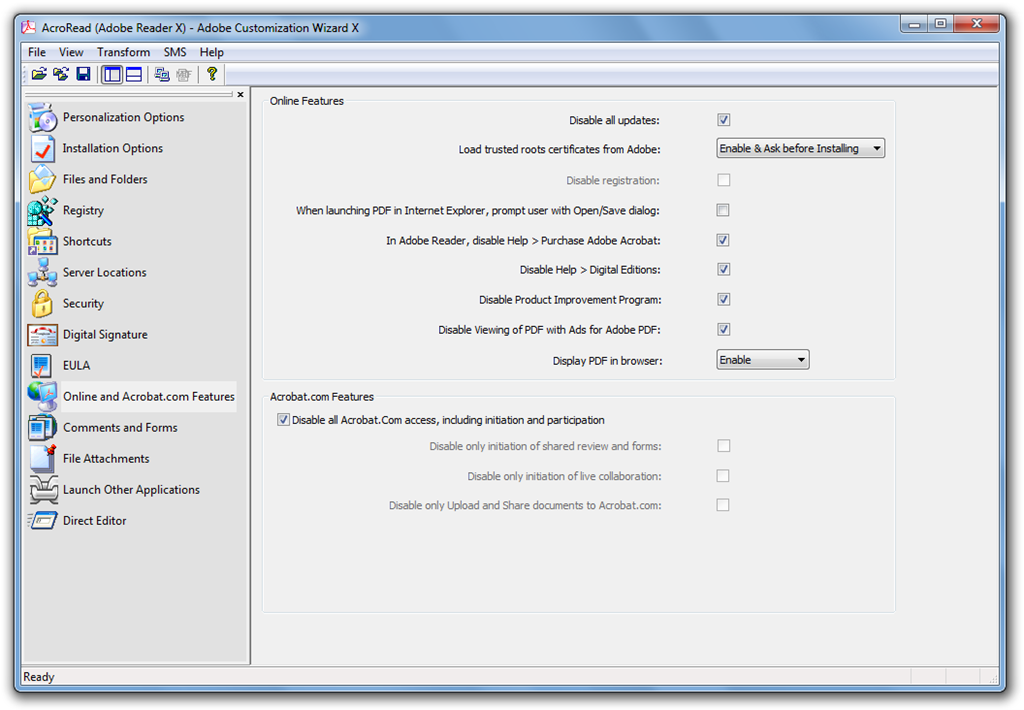 AcroRead (Adobe Reader X) - Adobe Customization Wizard X
File View Transform SMS Help
Personalization Options
Installation Options
Files and Folders
Registry
Shortcuts
Server Locations
Security
Digital Signature
EULA
Online and Acrobat.com Features
Comments and Forms
File Attachments
Launch Other Applications
Direct Editor
Online Features
Disable all updates:
Load trusted roots certificates from Adobe: Enable & Ask before Installing
Disable registration:
When launching PDF in Internet Explorer, prompt user with Open/Save dialog:
In Adobe Reader, disable Help > Purchase Adobe Acrobat:
Disable Help > Digital Editions:
Disable Product Improvement Program:
Disable Viewing of PDF with Ads for Adobe PDF:
Display PDF in browser: Enable
Acrobat.com Features
Disable all Acrobat.Com access, including initiation and participation
Disable only initiation of shared review and forms:
Disable only initiation of live collaboration:
Disable only Upload and Share documents to Acrobat.com:
Ready